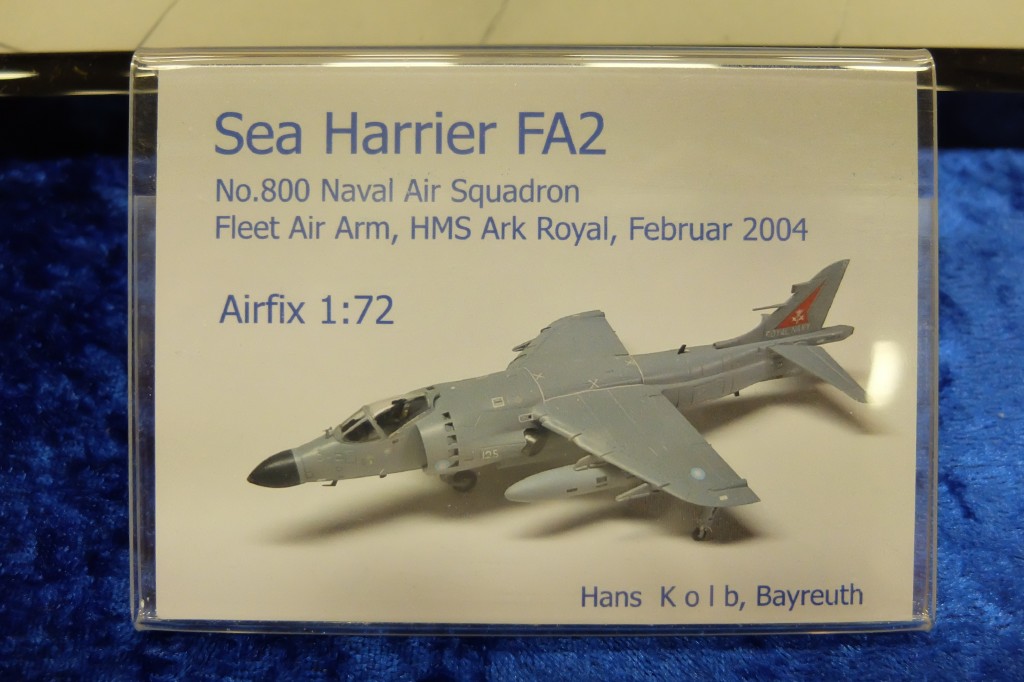 Sea Harrier FA2
No.800 Naval Air Squadron
Fleet Air Arm, HMS Ark Royal, Februar 2004
Airfix 1:72
125
Hans K o l b, Bayreuth